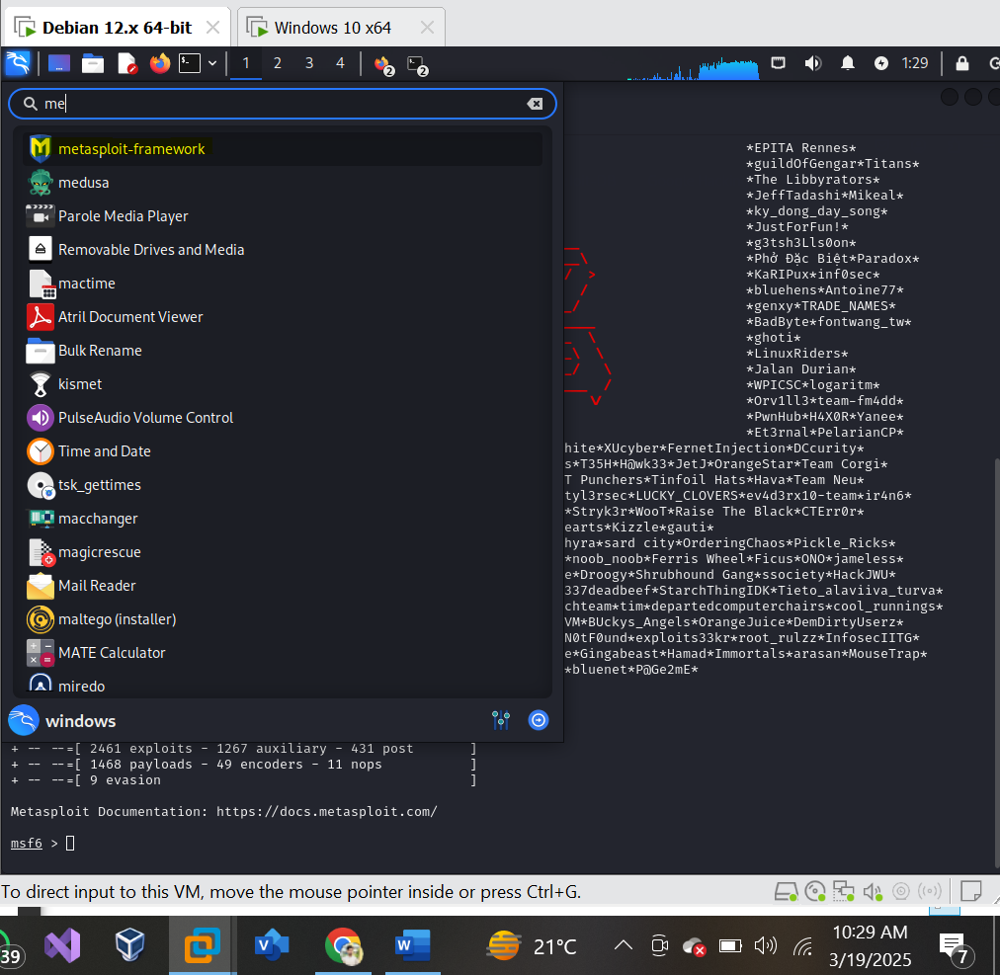 Debian 12.x 64-bit
Windows 10 x64
1 2 3 4
2
2
1:29
me
metasploit-framework
medusa
Parole Media Player
Removable Drives and Media
mactime
Atril Document Viewer
Bulk Rename
kismet
PulseAudio Volume Control
Time and Date
tsk_gettimes
macchanger
magicrescue
Mail Reader
maltego (installer)
MATE Calculator
miredo
windows
*EPITA Rennes*
*guildOfGengar*Titans*
*The Libbyrators*
*JeffTadashi*Mikeal*
*ky_dong_day_song*
*JustForFun!*
*g3tsh3Lls0on*
*Phở Đặc Biệt*Paradox*
*KaRIPux*inf0sec*
*bluehens*Antoine77*
*genxy*TRADE_NAMES*
*BadByte*fontwang_tw*
*ghoti*
*LinuxRiders*
*Jalan Durian*
*WPICSC*logaritm*
*Orv1ll3*team-fm4dd*
*PwnHub*H4X0R*Yanee*
*Et3rnal*PelarianCP*
hite*XUcyber*FernetInjection*DCcurity*
s*T35H*H@wk33*JetJ*OrangeStar*Team Corgi*
T Punchers*Tinfoil Hats*Hava*Team Neu*
tyl3rsec*LUCKY_CLOVERS*ev4d3rx10-team*ir4n6*
*Stryk3r*WooT*Raise The Black*CTErr0r*
earts*Kizzle*gauti*
hyra*sard city*OrderingChaos*Pickle_Ricks*
*noob_noob*Ferris Wheel*Ficus*ONO*jameless*
e*Droogy*Shrubhound Gang*ssociety*HackJWU*
337deadbeef*StarchThingIDK*Tieto_alaviiva_turva*
chteam*tim*departedcomputerchairs*cool_runnings*
VM*BUckys_Angels*OrangeJuice*DemDirtyUserz*
N0tF0und*exploits33kr*root_rulzz*InfosecIITG*
e*Gingabeast*Hamad*Immortals*arasan*MouseTrap*
*bluenet*P@Ge2mE*
+ -- --=[ 2461 exploits - 1267 auxiliary - 431 post ]
+ -- --=[ 1468 payloads - 49 encoders - 11 nops ]
+ -- --=[ 9 evasion ]
Metasploit Documentation: https://docs.metasploit.com/
msf6 >
To direct input to this VM, move the mouse pointer inside or press Ctrl+G.
39
21°C
10:29 AM
3/19/2025
7